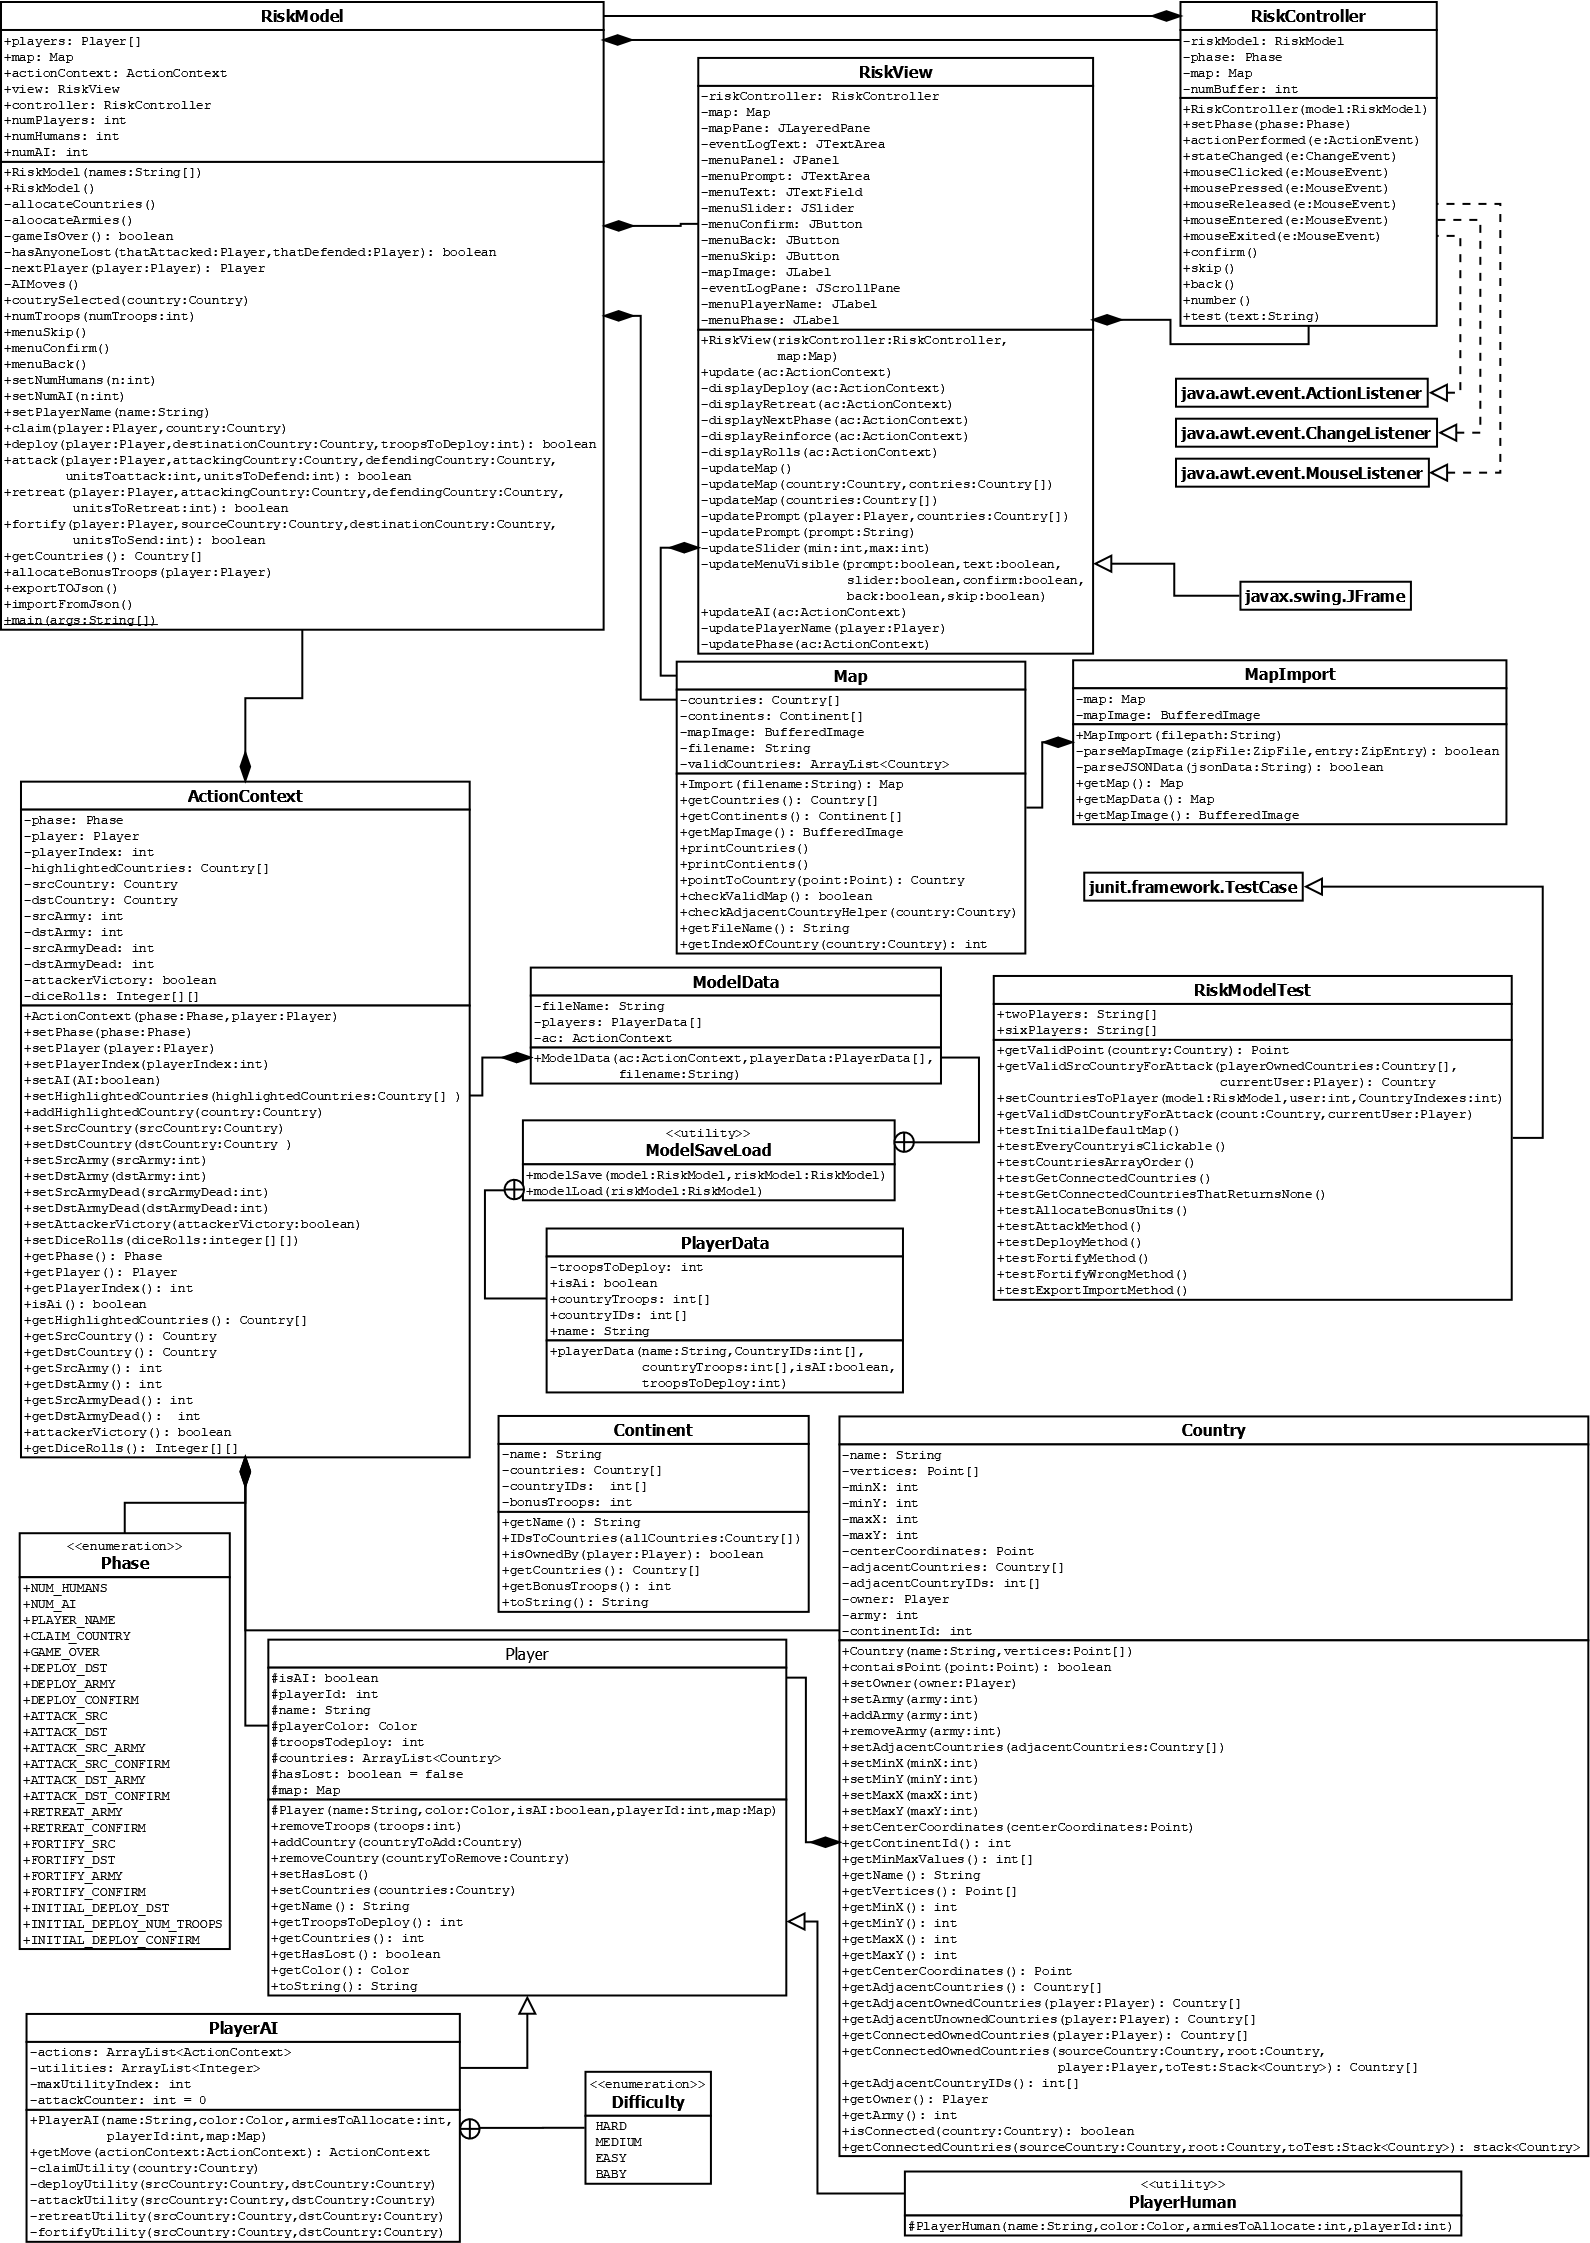 RiskModel
+players: Player[]
+map: Map
+actionContext: ActionContext
+view: RiskView
+controller: RiskController
+numPlayers: int
+numHumans: int
+numAI: int
+RiskModel(names:String[])
+RiskModel()
-allocateCountries()
-aloocateArmies()
-gameIsOver(): boolean
-hasAnyoneLost(thatAttacked:Player,thatDefended:Player): boolean
-nextPlayer(player:Player): Player
-AIMoves()
+coutrySelected(country:Country)
+numTroops(numTroops:int)
+menuSkip()
+menuConfirm()
+menuBack()
+setNumHumans(n:int)
+setNumAI(n:int)
+setPlayerName(name:String)
+claim(player:Player,country:Country)
+deploy(player:Player,destinationCountry:Country,troopsToDeploy:int): boolean
+attack(player:Player,attackingCountry:Country,defendingCountry:Country,
unitsToattack:int,unitsToDefend:int): boolean
+retreat(player:Player,attackingCountry:Country,defendingCountry:Country,
unitsToRetreat:int): boolean
+fortify(player:Player,sourceCountry:Country,destinationCountry:Country,
unitsToSend:int): boolean
+getCountries(): Country[]
+allocateBonusTroops(player:Player)
+exportTOJson()
+importFromJson()
+main(args:String[])
RiskView
-riskController: RiskController
-map: Map
-mapPane: JLayeredPane
-eventLogText: JTextArea
-menuPanel: JPanel
-menuPrompt: JTextArea
-menuText: JTextField
-menuSlider: JSlider
-menuConfirm: JButton
-menuBack: JButton
-menuSkip: JButton
-mapImage: JLabel
-eventLogPane: JScrollPane
-menuPlayerName: JLabel
-menuPhase: JLabel
+RiskView(riskController:RiskController,
map:Map)
+update(ac:ActionContext)
-displayDeploy(ac:ActionContext)
-displayRetreat(ac:ActionContext)
-displayNextPhase(ac:ActionContext)
-displayReinforce(ac:ActionContext)
-displayRolls(ac:ActionContext)
-updateMap()
-updateMap(country:Country,contries:Country[])
-updateMap(countries:Country[])
-updatePrompt(player:Player,countries:Country[])
-updatePrompt(prompt:String)
-updateSlider(min:int,max:int)
-updateMenuVisible(prompt:boolean,text:boolean,
slider:boolean,confirm:boolean,
back:boolean,skip:boolean)
+updateAI(ac:ActionContext)
-updatePlayerName(player:Player)
-updatePhase(ac:ActionContext)
RiskController
-riskModel: RiskModel
-phase: Phase
-map: Map
-numBuffer: int
+RiskController(model:RiskModel)
+setPhase(phase:Phase)
+actionPerformed(e:ActionEvent)
+stateChanged(e:ChangeEvent)
+mouseClicked(e:MouseEvent)
+mousePressed(e:MouseEvent)
+mouseReleased(e:MouseEvent)
+mouseEntered(e:MouseEvent)
+mouseExited(e:MouseEvent)
+confirm()
+skip()
+back()
+number()
+test(text:String)
java.awt.event.ActionListener
java.awt.event.ChangeListener
java.awt.event.MouseListener
javax.swing.JFrame
Map
-countries: Country[]
-continents: Continent[]
-mapImage: BufferedImage
-filename: String
-validCountries: ArrayList<Country>
+Import(filename:String): Map
+getCountries(): Country[]
+getContinents(): Continent[]
+getMapImage(): BufferedImage
+printCountries()
+printContients()
+pointToCountry(point:Point): Country
+checkValidMap(): boolean
+checkAdjacentCountryHelper(country:Country)
+getFileName(): String
+getIndexOfCountry(country:Country): int
MapImport
-map: Map
-mapImage: BufferedImage
+MapImport(filepath:String)
-parseMapImage(zipFile:ZipFile,entry:ZipEntry): boolean
-parseJSONData(jsonData:String): boolean
+getMap(): Map
+getMapData(): Map
+getMapImage(): BufferedImage
ActionContext
-phase: Phase
-player: Player
-playerIndex: int
-highlightedCountries: Country[]
-srcCountry: Country
-dstCountry: Country
-srcArmy: int
-dstArmy: int
-srcArmyDead: int
-dstArmyDead: int
-attackerVictory: boolean
-diceRolls: Integer[][]
+ActionContext(phase:Phase,player:Player)
+setPhase(phase:Phase)
+setPlayer(player:Player)
+setPlayerIndex(playerIndex:int)
+setAI(AI:boolean)
+setHighlightedCountries(highlightedCountries:Country[] )
+addHighlightedCountry(country:Country)
+setSrcCountry(srcCountry:Country)
+setDstCountry(dstCountry:Country )
+setSrcArmy(srcArmy:int)
+setDstArmy(dstArmy:int)
+setSrcArmyDead(srcArmyDead:int)
+setDstArmyDead(dstArmyDead:int)
+setAttackerVictory(attackerVictory:boolean)
+setDiceRolls(diceRolls:integer[][])
+getPhase(): Phase
+getPlayer(): Player
+getPlayerIndex(): int
+isAi(): boolean
+getHighlightedCountries(): Country[]
+getSrcCountry(): Country
+getDstCountry(): Country
+getSrcArmy(): int
+getDstArmy(): int
+getSrcArmyDead(): int
+getDstArmyDead():  int
+attackerVictory(): boolean
+getDiceRolls(): Integer[][]
junit.framework.TestCase
ModelData
-fileName: String
-players: PlayerData[]
-ac: ActionContext
+ModelData(ac:ActionContext,playerData:PlayerData[],
filename:String)
<<utility>>
ModelSaveLoad
+modelSave(model:RiskModel,riskModel:RiskModel)
+modelLoad(riskModel:RiskModel)
PlayerData
-troopsToDeploy: int
+isAi: boolean
+countryTroops: int[]
+countryIDs: int[]
+name: String
+playerData(name:String,CountryIDs:int[],
countryTroops:int[],isAI:boolean,
troopsToDeploy:int)
RiskModelTest
+twoPlayers: String[]
+sixPlayers: String[]
+getValidPoint(country:Country): Point
+getValidSrcCountryForAttack(playerOwnedCountries:Country[],
currentUser:Player): Country
+setCountriesToPlayer(model:RiskModel,user:int,CountryIndexes:int)
+getValidDstCountryForAttack(count:Country,currentUser:Player)
+testInitialDefaultMap()
+testEveryCountryisClickable()
+testCountriesArrayOrder()
+testGetConnectedCountries()
+testGetConnectedCountriesThatReturnsNone()
+testAllocateBonusUnits()
+testAttackMethod()
+testDeployMethod()
+testFortifyMethod()
+testFortifyWrongMethod()
+testExportImportMethod()
Continent
-name: String
-countries: Country[]
-countryIDs:  int[]
-bonusTroops: int
+getName(): String
+IDsToCountries(allCountries:Country[])
+isOwnedBy(player:Player): boolean
+getCountries(): Country[]
+getBonusTroops(): int
+toString(): String
Country
-name: String
-vertices: Point[]
-minX: int
-minY: int
-maxX: int
-maxY: int
-centerCoordinates: Point
-adjacentCountries: Country[]
-adjacentCountryIDs: int[]
-owner: Player
-army: int
-continentId: int
+Country(name:String,vertices:Point[])
+contaisPoint(point:Point): boolean
+setOwner(owner:Player)
+setArmy(army:int)
+addArmy(army:int)
+removeArmy(army:int)
+setAdjacentCountries(adjacentCountries:Country[])
+setMinX(minX:int)
+setMinY(minY:int)
+setMaxX(maxX:int)
+setMaxY(maxY:int)
+setCenterCoordinates(centerCoordinates:Point)
+getContinentId(): int
+getMinMaxValues(): int[]
+getName(): String
+getVertices(): Point[]
+getMinX(): int
+getMinY(): int
+getMaxX(): int
+getMaxY(): int
+getCenterCoordinates(): Point
+getAdjacentCountries(): Country[]
+getAdjacentOwnedCountries(player:Player): Country[]
+getAdjacentUnownedCountries(player:Player): Country[]
+getConnectedOwnedCountries(player:Player): Country[]
+getConnectedOwnedCountries(sourceCountry:Country,root:Country,
player:Player,toTest:Stack<Country>): Country[]
+getAdjacentCountryIDs(): int[]
+getOwner(): Player
+getArmy(): int
+isConnected(country:Country): boolean
+getConnectedCountries(sourceCountry:Country,root:Country,toTest:Stack<Country>): stack<Country>
<<enumeration>>
Phase
+NUM_HUMANS
+NUM_AI
+PLAYER_NAME
+CLAIM_COUNTRY
+GAME_OVER
+DEPLOY_DST
+DEPLOY_ARMY
+DEPLOY_CONFIRM
+ATTACK_SRC
+ATTACK_DST
+ATTACK_SRC_ARMY
+ATTACK_SRC_CONFIRM
+ATTACK_DST_ARMY
+ATTACK_DST_CONFIRM
+RETREAT_ARMY
+RETREAT_CONFIRM
+FORTIFY_SRC
+FORTIFY_DST
+FORTIFY_ARMY
+FORTIFY_CONFIRM
+INITIAL_DEPLOY_DST
+INITIAL_DEPLOY_NUM_TROOPS
+INITIAL_DEPLOY_CONFIRM
Player
#isAI: boolean
#playerId: int
#name: String
#playerColor: Color
#troopsTodeploy: int
#countries: ArrayList<Country>
#hasLost: boolean = false
#map: Map
#Player(name:String,color:Color,isAI:boolean,playerId:int,map:Map)
+removeTroops(troops:int)
+addCountry(countryToAdd:Country)
+removeCountry(countryToRemove:Country)
+setHasLost()
+setCountries(countries:Country)
+getName(): String
+getTroopsToDeploy(): int
+getCountries(): int
+getHasLost(): boolean
+getColor(): Color
+toString(): String
PlayerAI
-actions: ArrayList<ActionContext>
-utilities: ArrayList<Integer>
-maxUtilityIndex: int
-attackCounter: int = 0
+PlayerAI(name:String,color:Color,armiesToAllocate:int,
playerId:int,map:Map)
+getMove(actionContext:ActionContext): ActionContext
-claimUtility(country:Country)
-deployUtility(srcCountry:Country,dstCountry:Country)
-attackUtility(srcCountry:Country,dstCountry:Country)
-retreatUtility(srcCountry:Country,dstCountry:Country)
-fortifyUtility(srcCountry:Country,dstCountry:Country)
<<enumeration>>
Difficulty
HARD
MEDIUM
EASY
BABY
<<utility>>
PlayerHuman
#PlayerHuman(name:String,color:Color,armiesToAllocate:int,playerId:int)